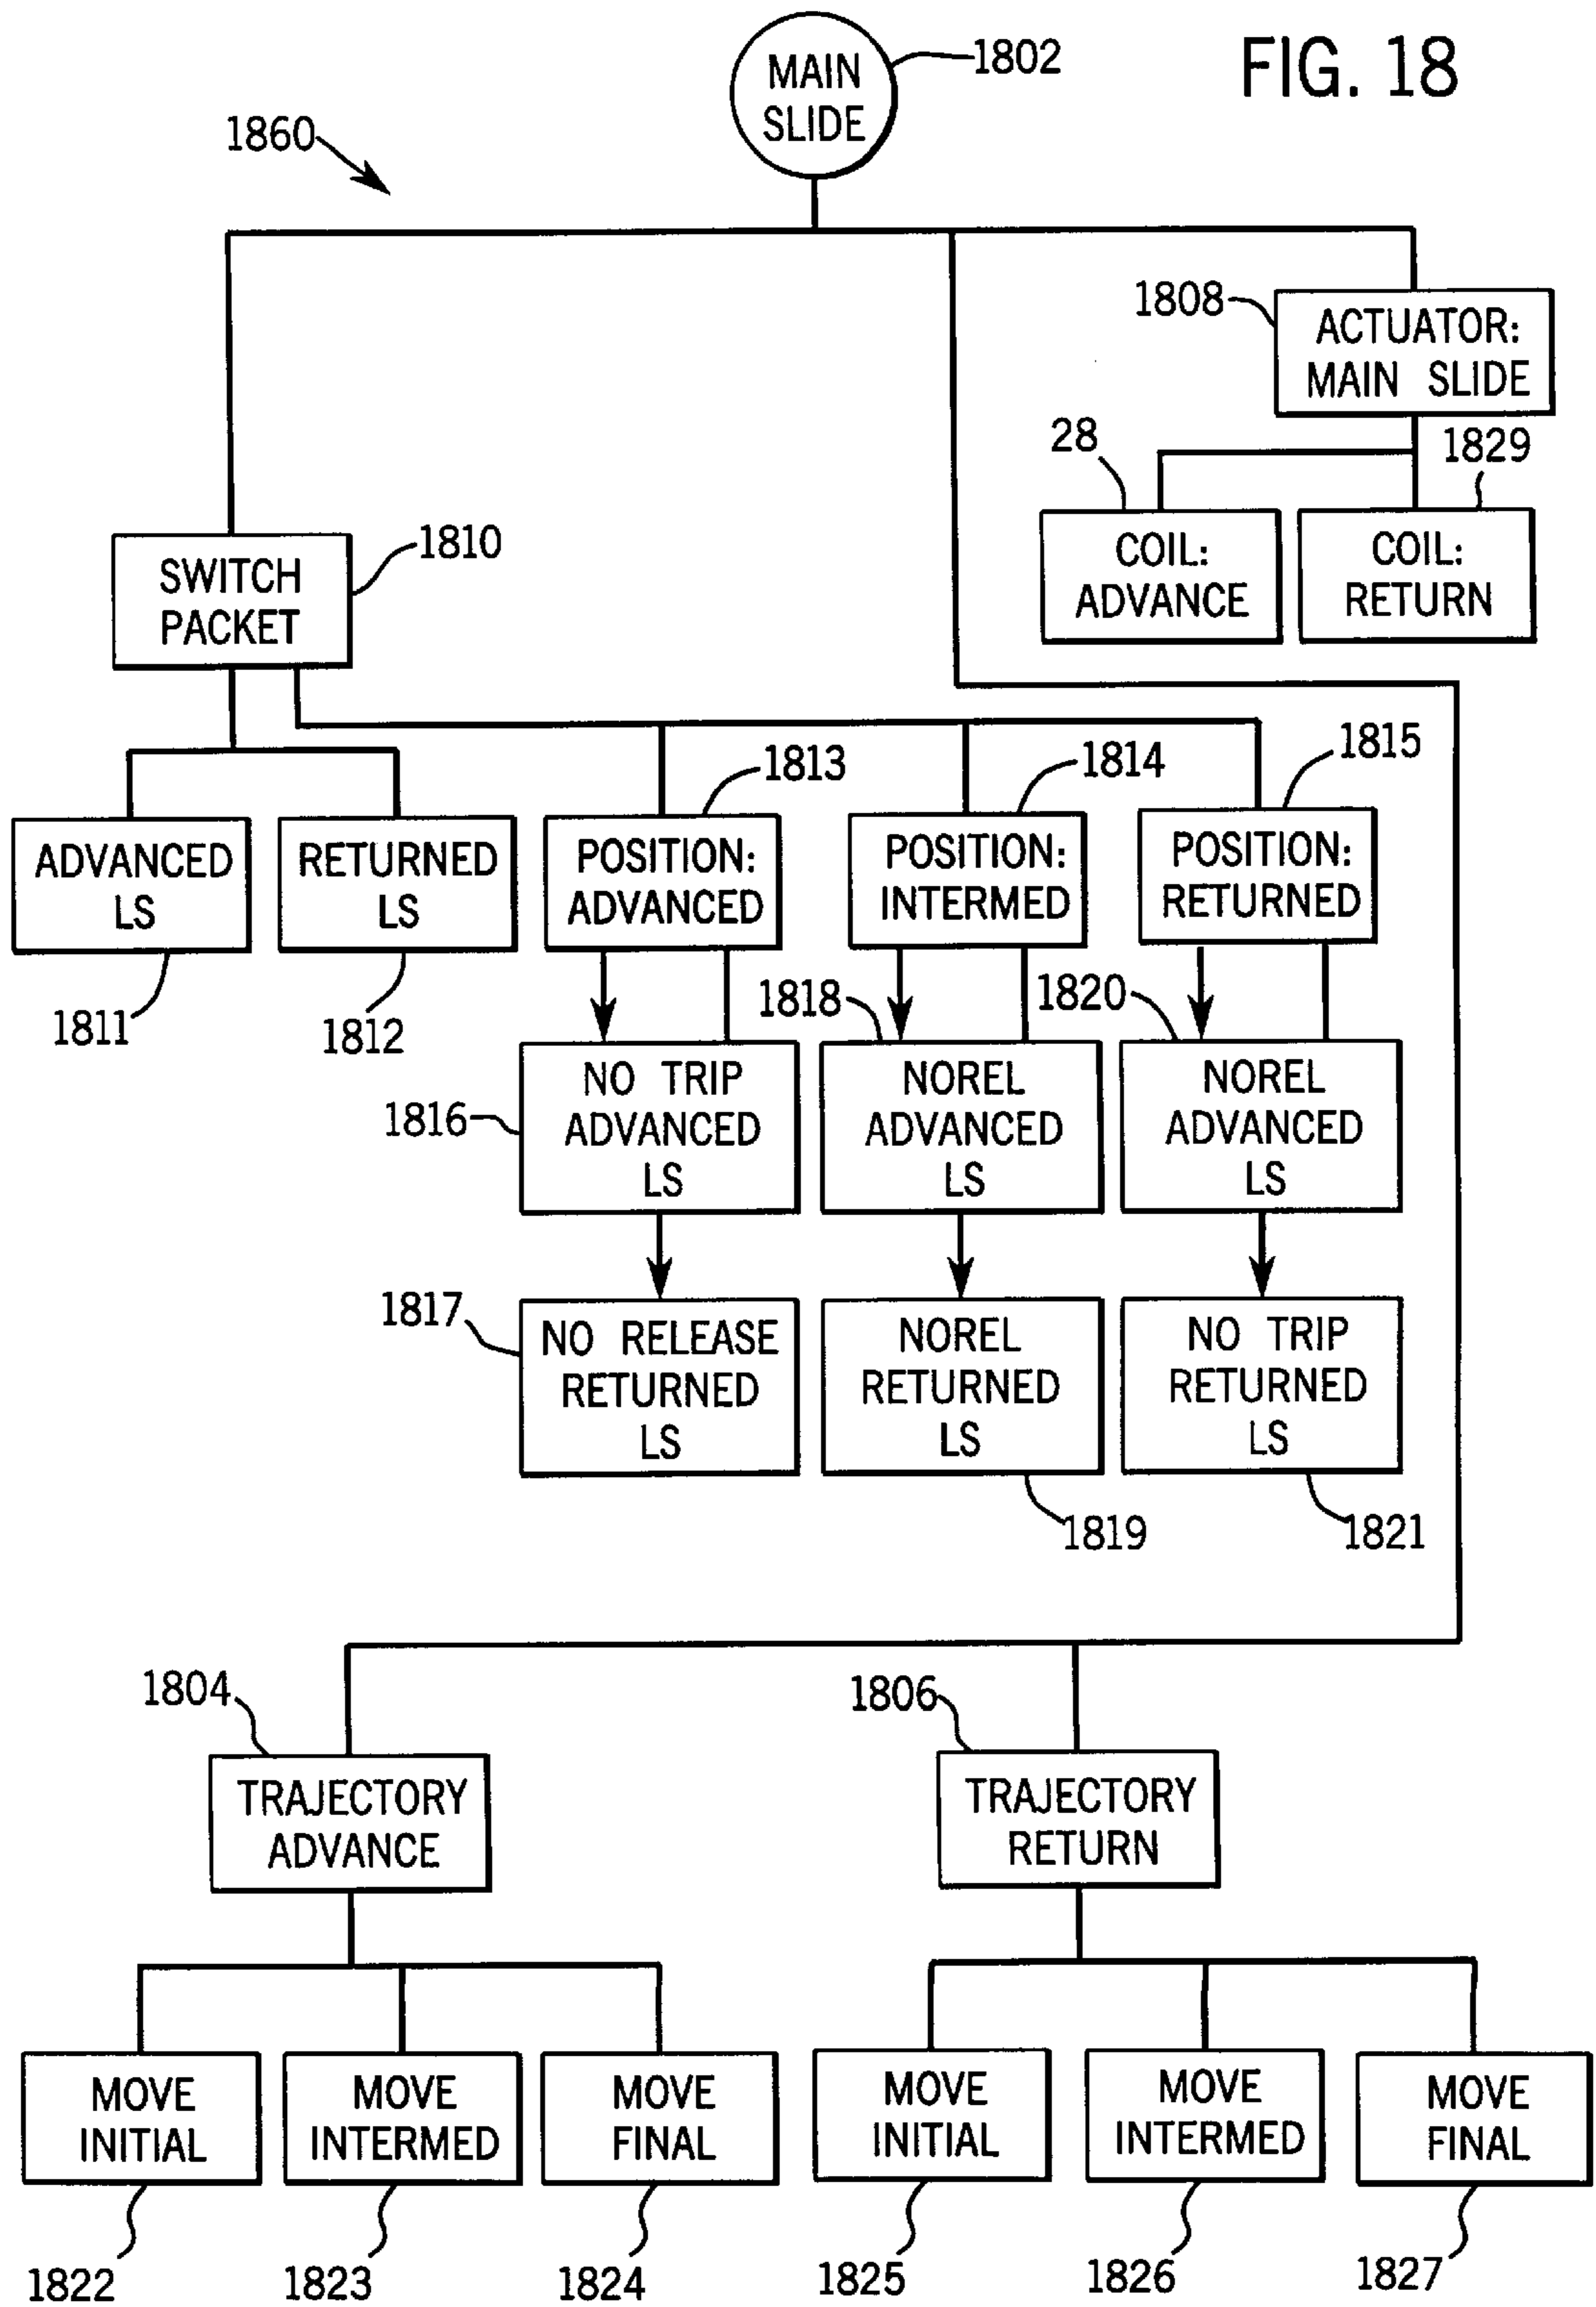 FIG. 18
MAIN
SLIDE
1802
1860
1808
ACTUATOR:
MAIN SLIDE
28
1829
COIL:
ADVANCE
COIL:
RETURN
SWITCH
PACKET
1810
1813
1814
1815
ADVANCED
LS
RETURNED
LS
POSITION:
ADVANCED
POSITION:
INTERMED
POSITION:
RETURNED
1811
1812
1818
1820
1816
NO TRIP
ADVANCED
LS
NOREL
ADVANCED
LS
NOREL
ADVANCED
LS
1817
NO RELEASE
RETURNED
LS
NOREL
RETURNED
LS
NO TRIP
RETURNED
LS
1819
1821
1804
1806
TRAJECTORY
ADVANCE
TRAJECTORY
RETURN
MOVE
INITIAL
MOVE
INTERMED
MOVE
FINAL
MOVE
INITIAL
MOVE
INTERMED
MOVE
FINAL
1822
1823
1824
1825
1826
1827